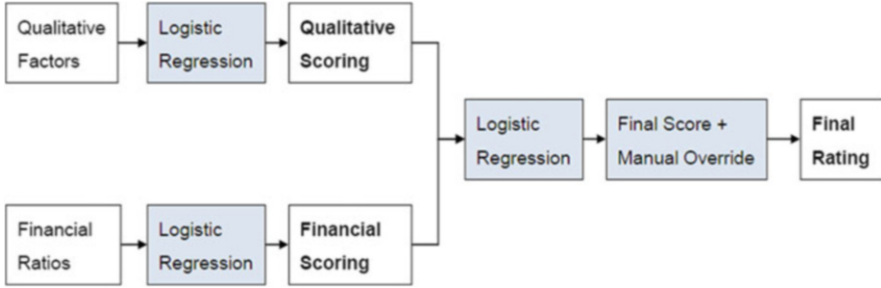 Qualitative
Factors
Logistic
Regression
Qualitative
Scoring
Logistic
Regression
Final Score +
Manual Override
Final
Rating
Financial
Ratios
Logistic
Regression
Financial
Scoring